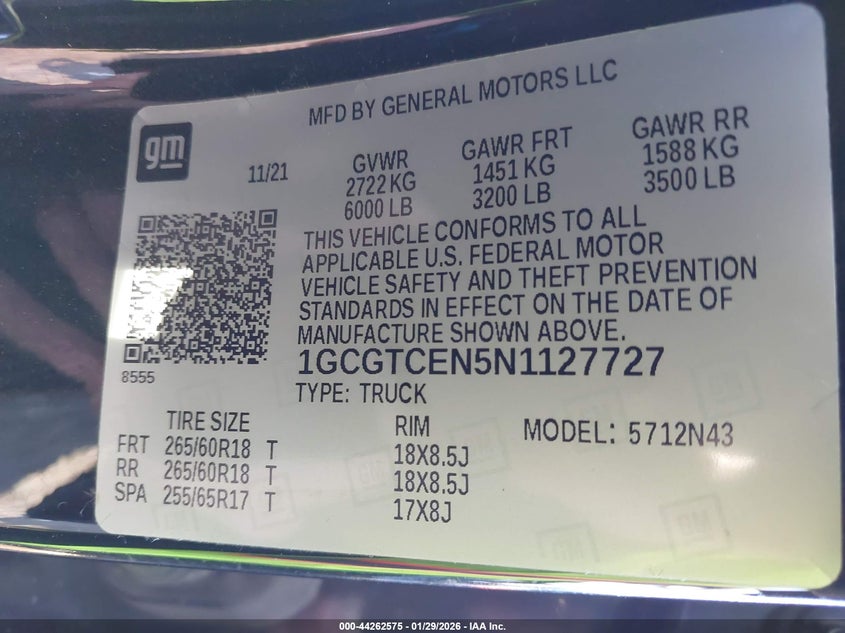 MFD BY GENERAL MOTORS LLC
gm
11/21
GVWR GAWR FRT GAWR RR
2722 KG 1451 KG 1588 KG
6000 LB 3200 LB 3500 LB
THIS VEHICLE CONFORMS TO ALL
APPLICABLE U.S. FEDERAL MOTOR
VEHICLE SAFETY AND THEFT PREVENTION
STANDARDS IN EFFECT ON THE DATE OF
MANUFACTURE SHOWN ABOVE.
8555
1GCGTCEN5N1127727
TYPE: TRUCK
TIRE SIZE RIM MODEL: 5712N43
FRT 265/60R18 T 18X8.5J
RR 265/60R18 T 18X8.5J
SPA 255/65R17 T 17X8J
000-44262575 - 01/29/2026 - IAA Inc.